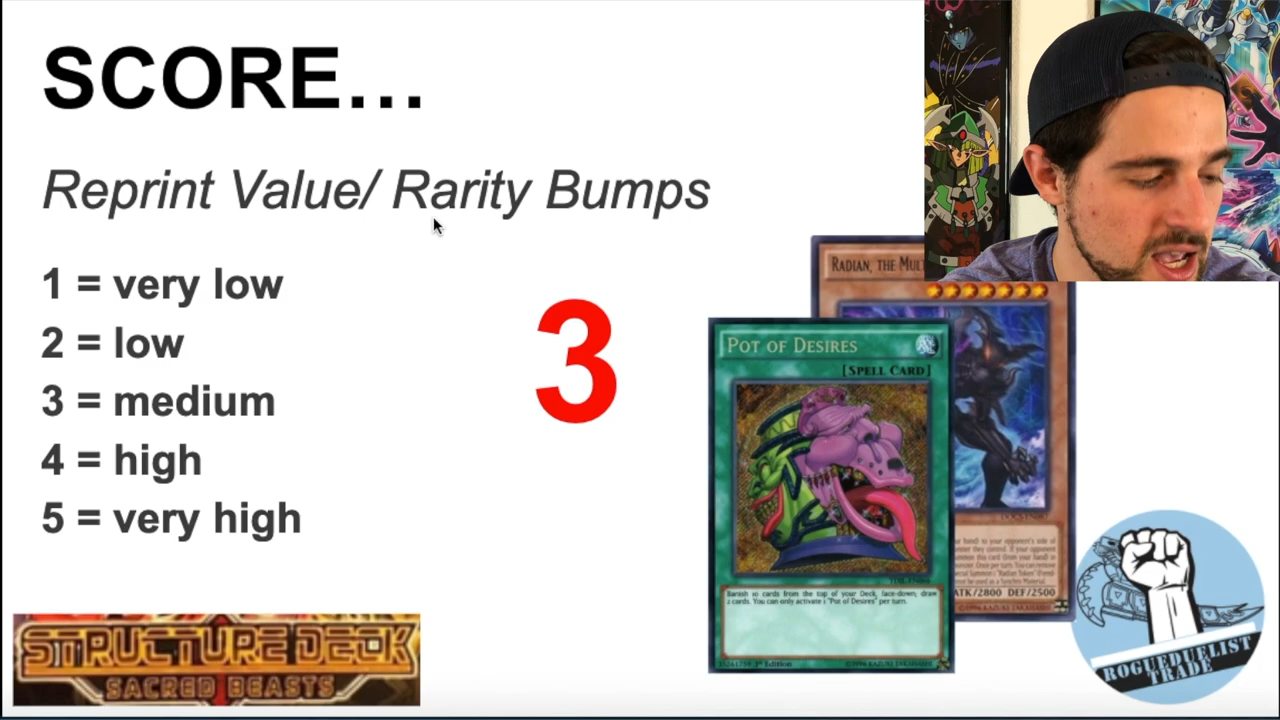 SCORE...
Reprint Value/ Rarity Bumps
1 = very low
2 = low
3 = medium
4 = high
5 = very high
3
RADIAN, THE MUL
POT OF DESIRES
[SPELL CARD]
Banish 10 cards from the top of your Deck, face-down; draw
2 cards. You can only activate 1 "Pot of Desires" per turn.
1st Edition
ATK/2800 DEF/2500
STRUCTURE DECK
SACRED BEASTS
ROGUEDUELIST
TRADE